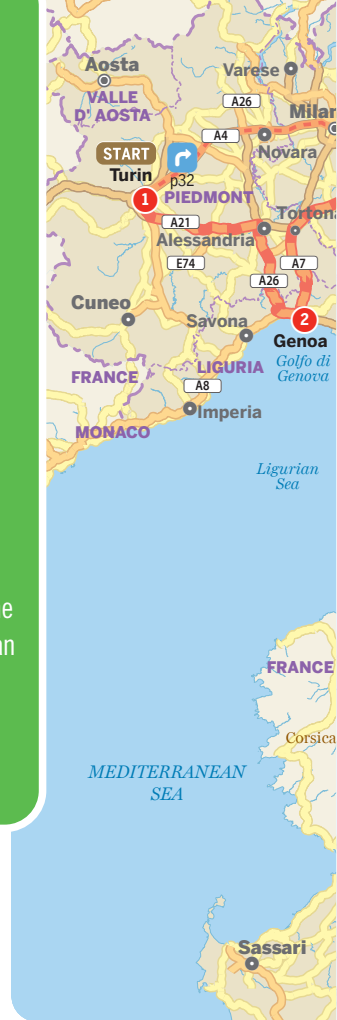 Aosta
Varese
VALLE
D'AOSTA
A26
Milan
A4
START
Novara
Turin
p32
1
PIEDMONT
A21
Tortona
Alessandria
E74
A7
A26
Cuneo
Savona
2
Genoa
LIGURIA
Golfo di
Genova
FRANCE
A8
Imperia
MONACO
Ligurian
Sea
ne
an
FRANCE
Corsica
MEDITERRANEAN
SEA
Sassari